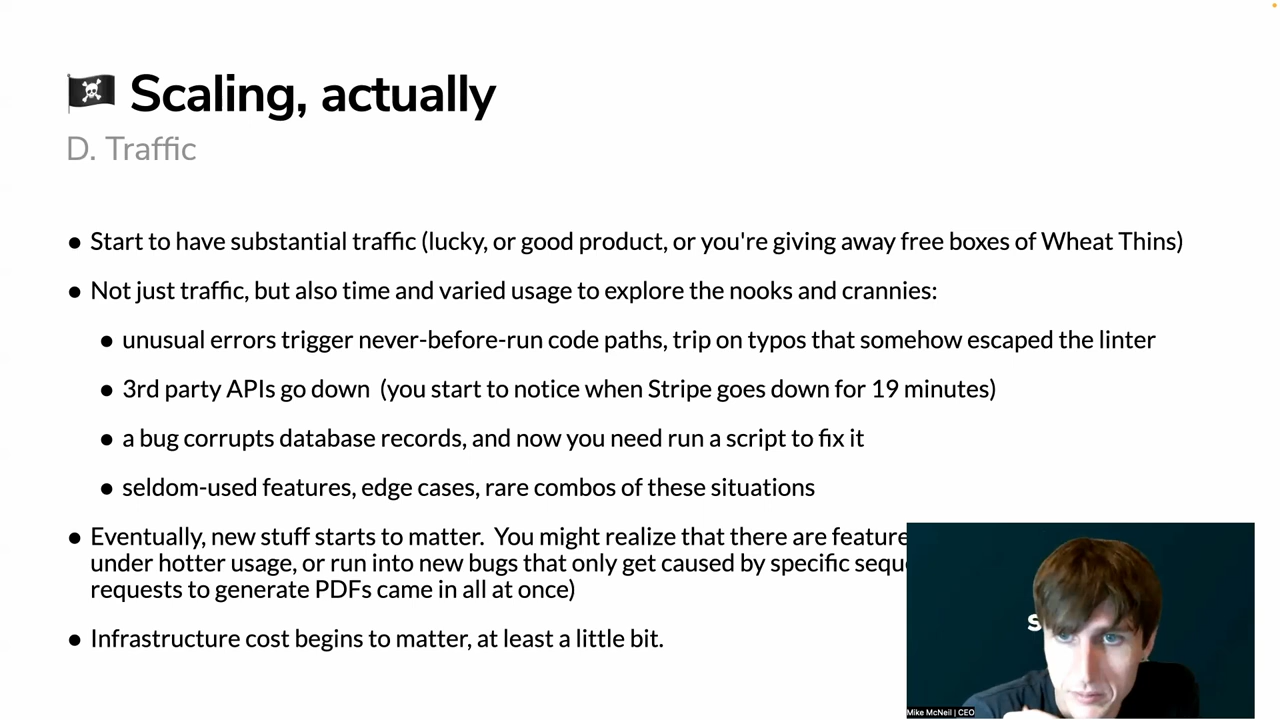 Scaling, actually
D. Traffic
● Start to have substantial traffic (lucky, or good product, or you're giving away free boxes of Wheat Thins)
● Not just traffic, but also time and varied usage to explore the nooks and crannies:
● unusual errors trigger never-before-run code paths, trip on typos that somehow escaped the linter
● 3rd party APIs go down  (you start to notice when Stripe goes down for 19 minutes)
● a bug corrupts database records, and now you need run a script to fix it
● seldom-used features, edge cases, rare combos of these situations
● Eventually, new stuff starts to matter.  You might realize that there are
under hotter usage, or run into new bugs that only get caused by specific
requests to generate PDFs came in all at once)
● Infrastructure cost begins to matter, at least a little bit.
Mike McNeil | CEO